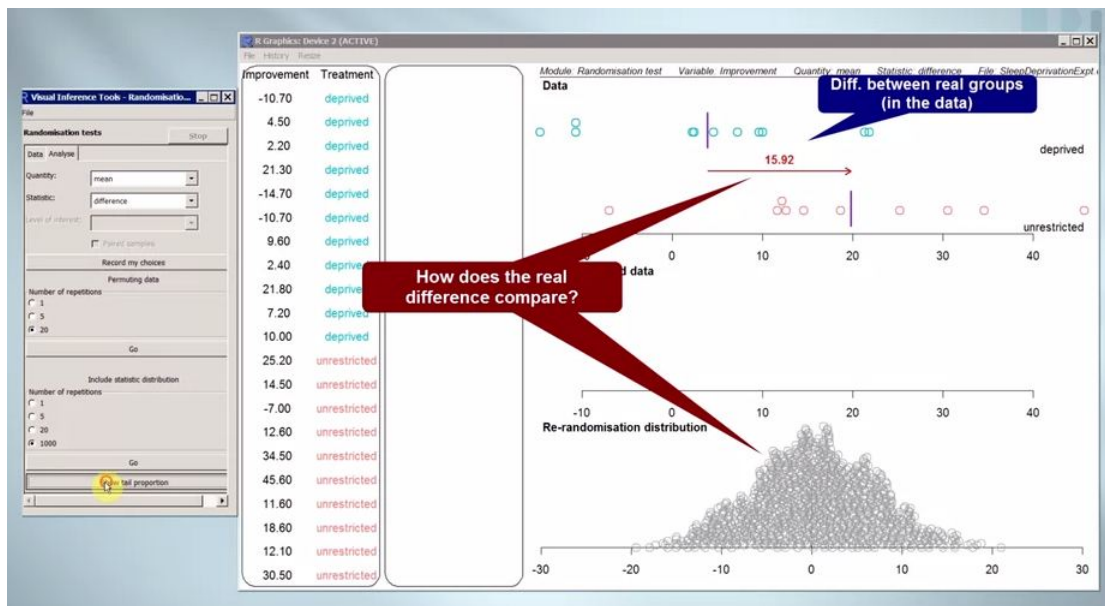 R Graphics: Device 2 (ACTIVE)
File History Resize
Visual Inference Tools - Randomisatio...
File
Randomisation tests
Stop
Data Analyse
Quantity: mean
Statistic: difference
Level of interest:
Paired samples
Record my choices
Permuting data
Number of repetitions
1
5
20
Go
Include statistic distribution
Number of repetitions
1
5
20
1000
Go
tail proportion
Improvement Treatment
-10.70 deprived
4.50 deprived
2.20 deprived
21.30 deprived
-14.70 deprived
-10.70 deprived
9.60 deprived
2.40 deprived
21.80 deprived
7.20 deprived
10.00 deprived
25.20 unrestricted
14.50 unrestricted
-7.00 unrestricted
12.60 unrestricted
34.50 unrestricted
45.60 unrestricted
11.60 unrestricted
18.60 unrestricted
12.10 unrestricted
30.50 unrestricted
Module Randomisation test Variable Improvement Quantity mean Statistic difference File SleepDeprivationExpt
Data
Diff. between real groups
(in the data)
deprived
15.92
unrestricted
0 10 20 30 40
d data
How does the real
difference compare?
-10 0 10 20 30 40
Re-randomisation distribution
-30 -20 -10 0 10 20 30